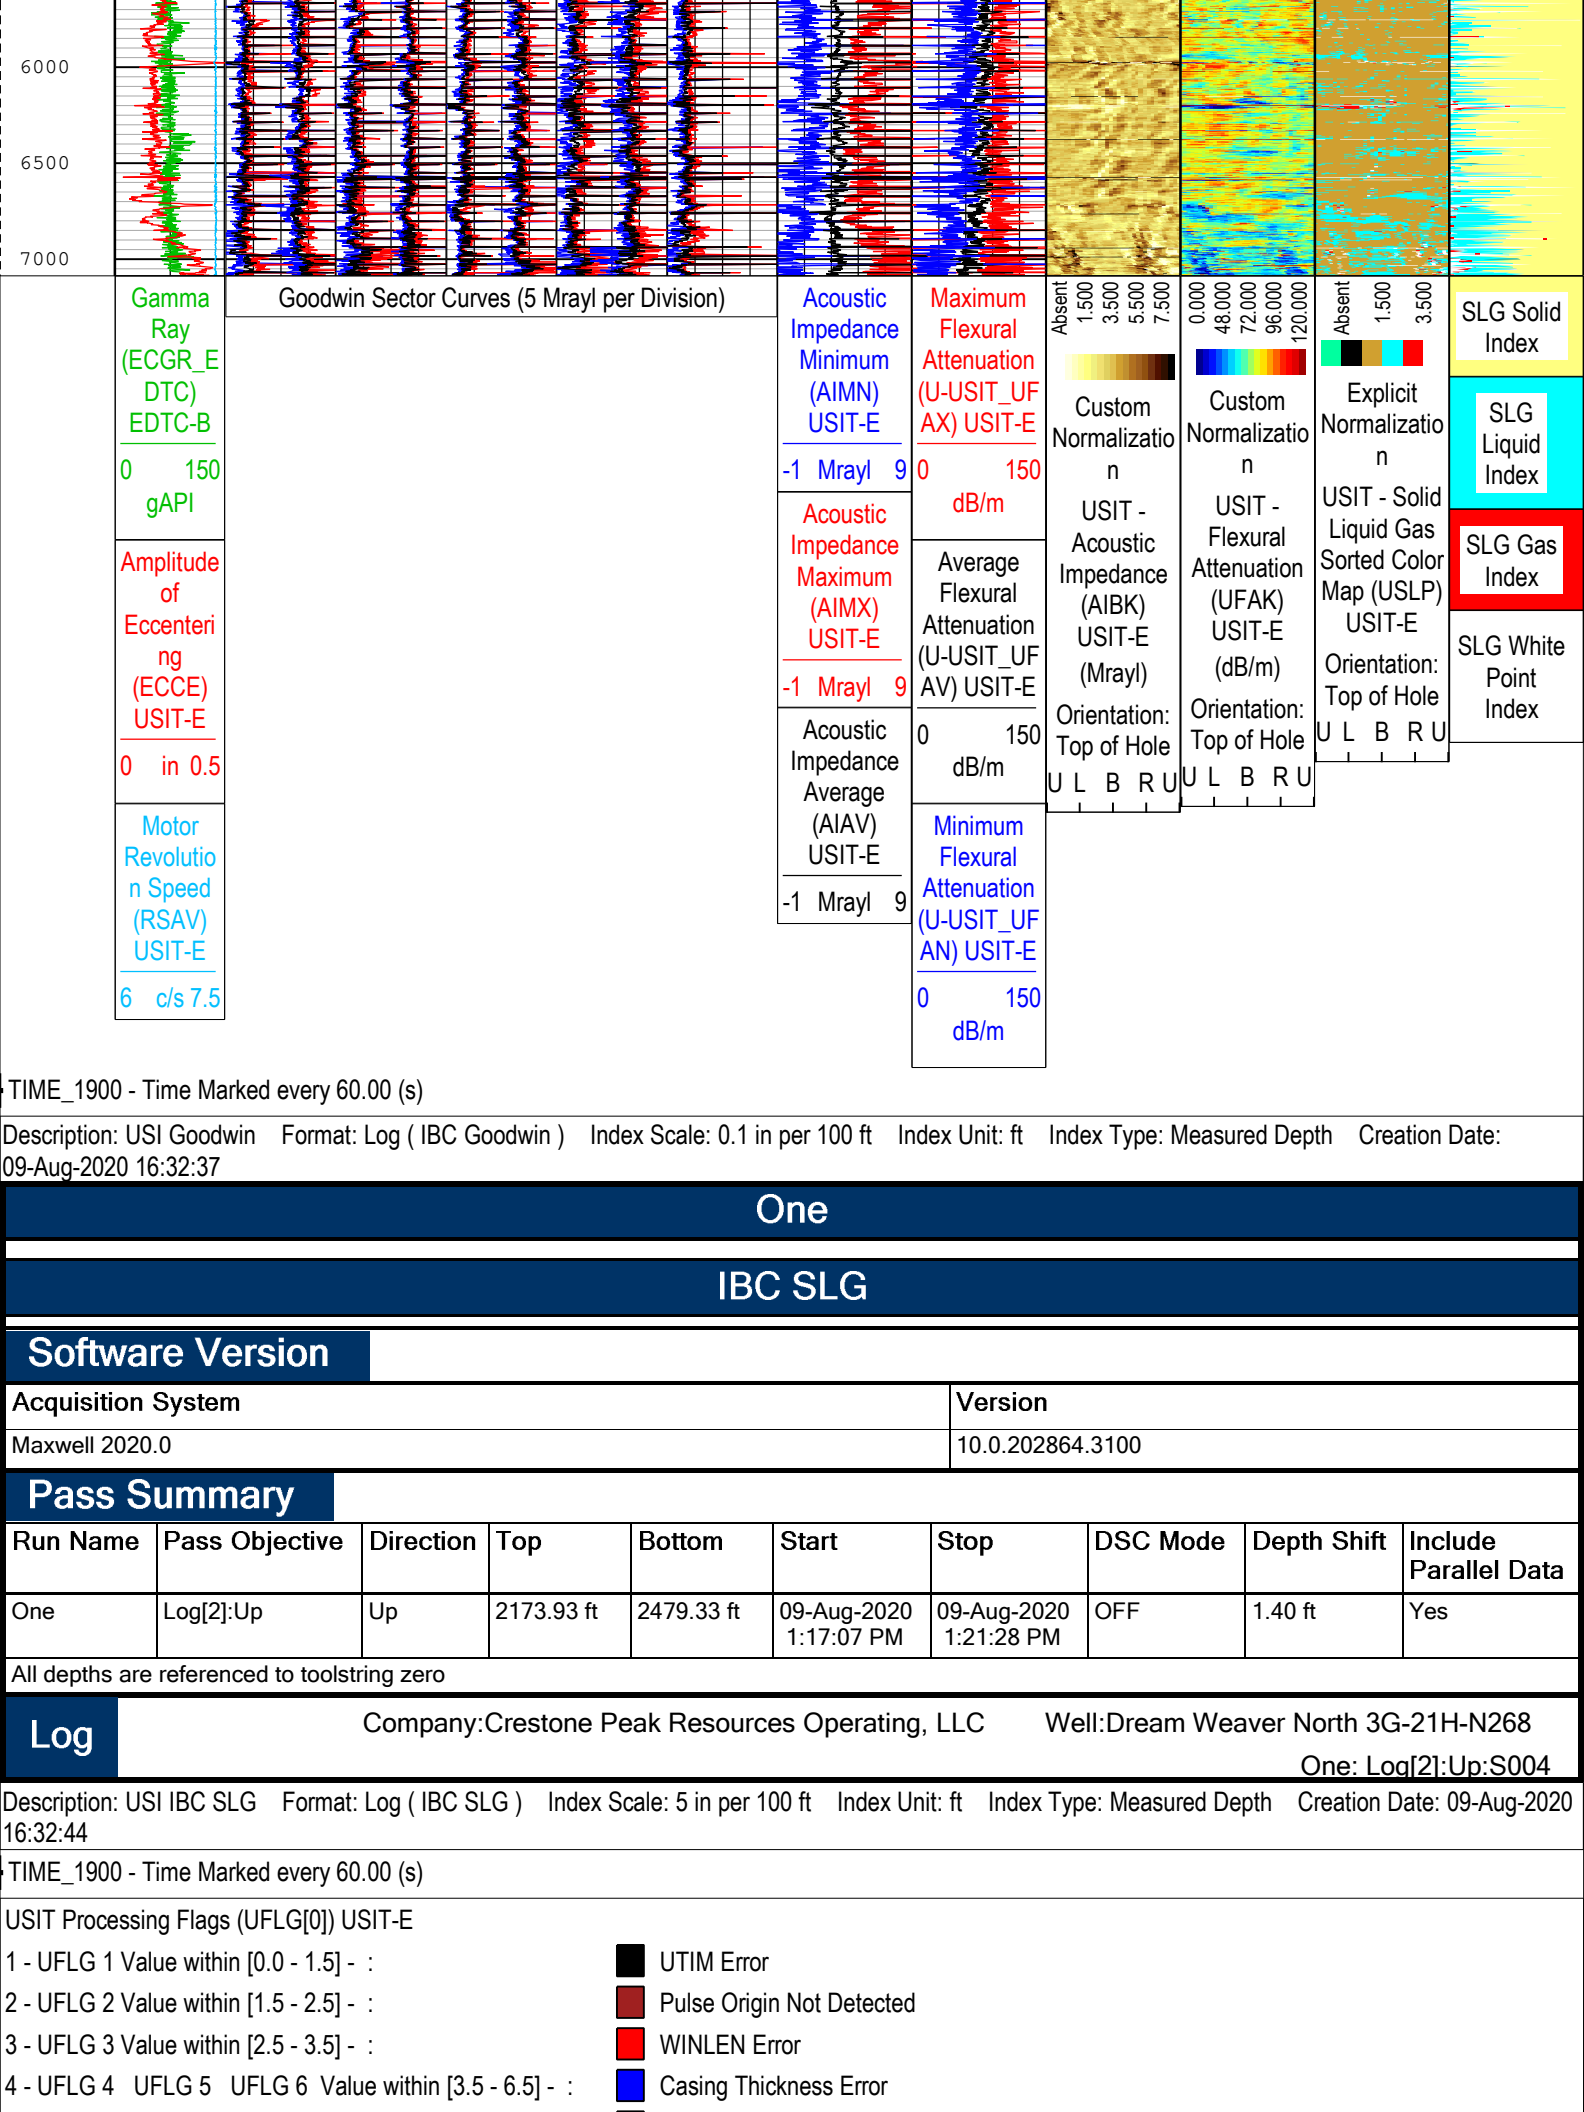 6000
6500
7000
Gamma
Ray
(ECGR_E
DTC)
EDTC-B
0 150
gAPI
Amplitude
of
Eccenteri
ng
(ECCE)
USIT-E
0 in 0.5
Motor
Revolutio
n Speed
(RSAV)
USIT-E
6 c/s 7.5
Goodwin Sector Curves (5 Mrayl per Division)
Acoustic
Impedance
Minimum
(AIMN)
USIT-E
-1 Mrayl 9
Acoustic
Impedance
Maximum
(AIMX)
USIT-E
-1 Mrayl 9
Acoustic
Impedance
Average
(AIAV)
USIT-E
-1 Mrayl 9
Maximum
Flexural
Attenuation
(U-USIT_UF
AX) USIT-E
0 150
dB/m
Average
Flexural
Attenuation
(U-USIT_UF
AV) USIT-E
0 150
dB/m
Minimum
Flexural
Attenuation
(U-USIT_UF
AN) USIT-E
0 150
dB/m
Absent
1.500
3.500
5.500
7.500
Custom
Normalizatio
n
USIT -
Acoustic
Impedance
(AIBK)
USIT-E
(Mrayl)
Orientation:
Top of Hole
U L B R U
0.000
48.000
72.000
96.000
120.000
Custom
Normalizatio
n
USIT -
Flexural
Attenuation
(UFAK)
USIT-E
(dB/m)
Orientation:
Top of Hole
U L B R U
Absent
1.500
3.500
Explicit
Normalizatio
n
USIT - Solid
Liquid Gas
Sorted Color
Map (USLP)
USIT-E
Orientation:
Top of Hole
U L B R U
SLG Solid
Index
SLG
Liquid
Index
SLG Gas
Index
SLG White
Point
Index
TIME_1900 - Time Marked every 60.00 (s)
Description: USI Goodwin Format: Log ( IBC Goodwin ) Index Scale: 0.1 in per 100 ft Index Unit: ft Index Type: Measured Depth Creation Date:
09-Aug-2020 16:32:37
One
IBC SLG
Software Version
Acquisition System Version
Maxwell 2020.0 10.0.202864.3100
Pass Summary
Run Name Pass Objective Direction Top Bottom Start Stop DSC Mode Depth Shift Include
Parallel Data
One Log[2]:Up Up 2173.93 ft 2479.33 ft 09-Aug-2020 09-Aug-2020 OFF 1.40 ft Yes
1:17:07 PM 1:21:28 PM
All depths are referenced to toolstring zero
Log Company:Crestone Peak Resources Operating, LLC Well:Dream Weaver North 3G-21H-N268
One: Log[2]:Up:S004
Description: USI IBC SLG Format: Log ( IBC SLG ) Index Scale: 5 in per 100 ft Index Unit: ft Index Type: Measured Depth Creation Date: 09-Aug-2020
16:32:44
TIME_1900 - Time Marked every 60.00 (s)
USIT Processing Flags (UFLG[0]) USIT-E
1 - UFLG 1 Value within [0.0 - 1.5] - : UTIM Error
2 - UFLG 2 Value within [1.5 - 2.5] - : Pulse Origin Not Detected
3 - UFLG 3 Value within [2.5 - 3.5] - : WINLEN Error
4 - UFLG 4 UFLG 5 UFLG 6 Value within [3.5 - 6.5] - : Casing Thickness Error